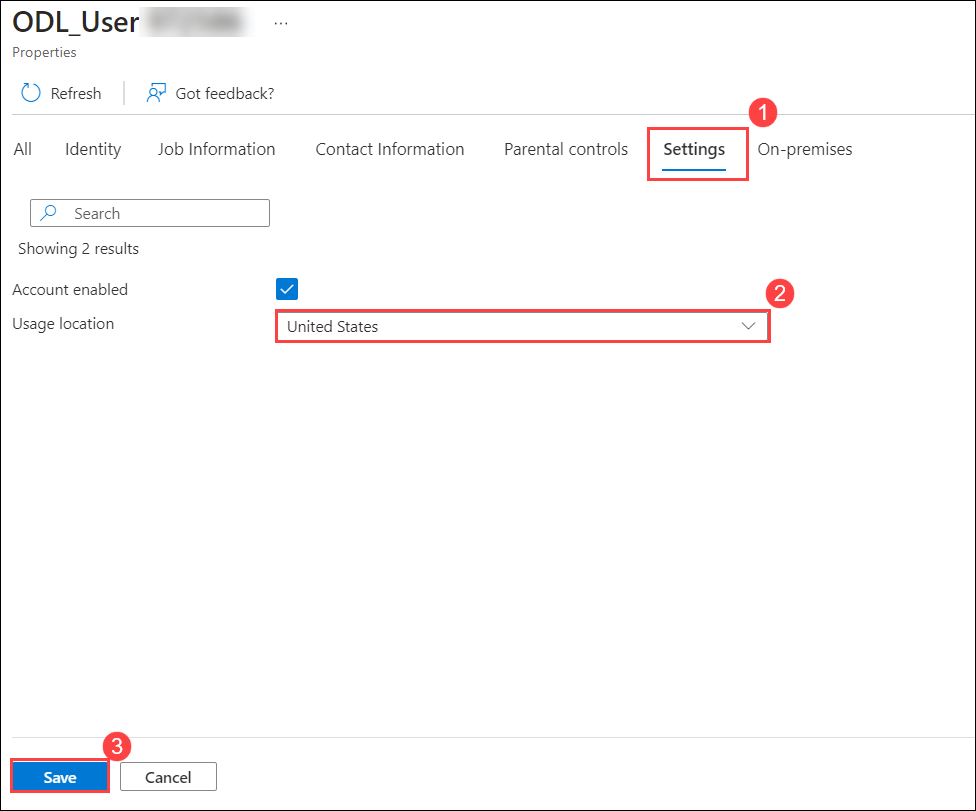 ODL_User ...
Properties
Refresh Got feedback?
1
All Identity Job Information Contact Information Parental controls Settings On-premises
Search
Showing 2 results
Account enabled
2
Usage location United States
3
Save Cancel